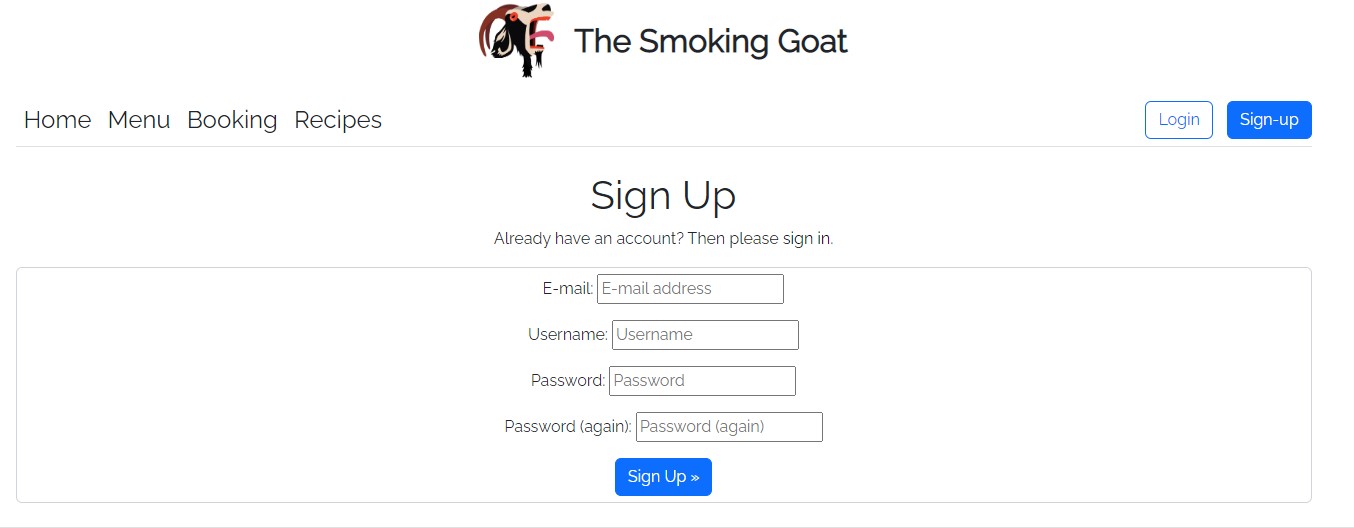 The Smoking Goat
Home Menu Booking Recipes Login Sign-up
Sign Up
Already have an account? Then please sign in.
E-mail: E-mail address
Username: Username
Password: Password
Password (again): Password (again)
Sign Up »